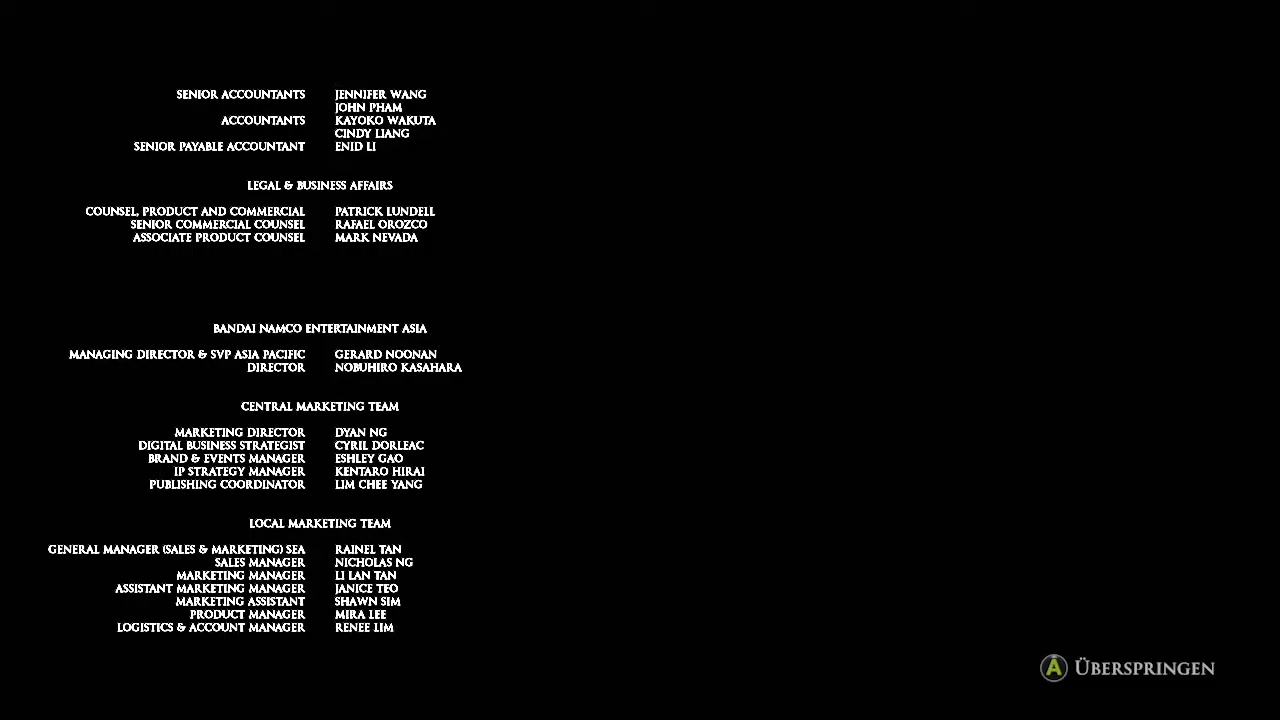 SENIOR ACCOUNTANTS JENNIFER WANG
JOHN PHAM
ACCOUNTANTS KAYOKO WAKUTA
CINDY LIANG
SENIOR PAYABLE ACCOUNTANT ENID LI
LEGAL & BUSINESS AFFAIRS
COUNSEL, PRODUCT AND COMMERCIAL PATRICK LUNDELL
SENIOR COMMERCIAL COUNSEL RAFAEL OROZCO
ASSOCIATE PRODUCT COUNSEL MARK NEVADA
BANDAI NAMCO ENTERTAINMENT ASIA
MANAGING DIRECTOR & SVP ASIA PACIFIC GERARD NOONAN
DIRECTOR NOBUHIRO KASAHARA
CENTRAL MARKETING TEAM
MARKETING DIRECTOR DYAN NG
DIGITAL BUSINESS STRATEGIST CYRIL DORLEAC
BRAND & EVENTS MANAGER ESHLEY GAO
IP STRATEGY MANAGER KENTARO HIRAI
PUBLISHING COORDINATOR LIM CHEE YANG
LOCAL MARKETING TEAM
GENERAL MANAGER (SALES & MARKETING) SEA RAINEL TAN
SALES MANAGER NICHOLAS NG
MARKETING MANAGER LI LAN TAN
ASSISTANT MARKETING MANAGER JANICE TEO
MARKETING ASSISTANT SHAWN SIM
PRODUCT MANAGER MIRA LEE
LOGISTICS & ACCOUNT MANAGER RENEE LIM
A ÜBERSPRINGEN